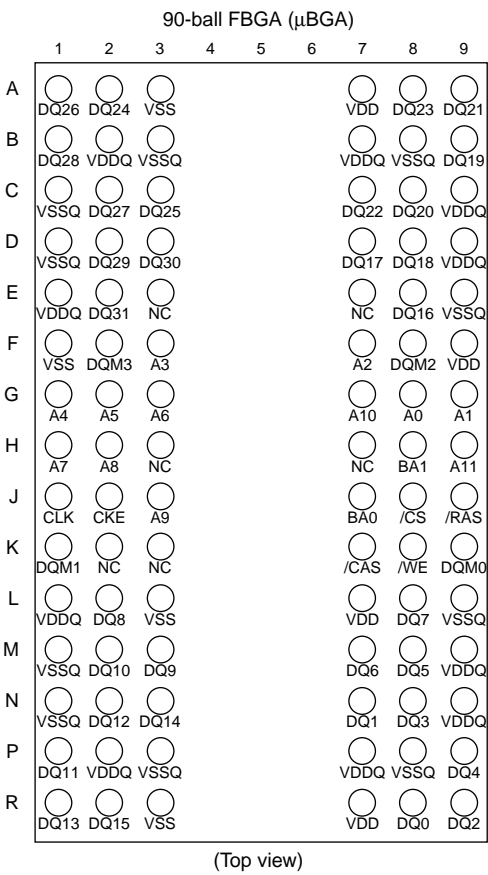 90-ball FBGA (μBGA)
1 2 3 4 5 6 7 8 9
A
DQ26 DQ24 VSS VDD DQ23 DQ21
B
DQ28 VDDQ VSSQ VDDQ VSSQ DQ19
C
VSSQ DQ27 DQ25 DQ22 DQ20 VDDQ
D
VSSQ DQ29 DQ30 DQ17 DQ18 VDDQ
E
VDDQ DQ31 NC NC DQ16 VSSQ
F
VSS DQM3 A3 A2 DQM2 VDD
G
A4 A5 A6 A10 A0 A1
H
A7 A8 NC NC BA1 A11
J
CLK CKE A9 BA0 /CS /RAS
K
DQM1 NC NC /CAS /WE DQM0
L
VDDQ DQ8 VSS VDD DQ7 VSSQ
M
VSSQ DQ10 DQ9 DQ6 DQ5 VDDQ
N
VSSQ DQ12 DQ14 DQ1 DQ3 VDDQ
P
DQ11 VDDQ VSSQ VDDQ VSSQ DQ4
R
DQ13 DQ15 VSS VDD DQ0 DQ2
(Top view)